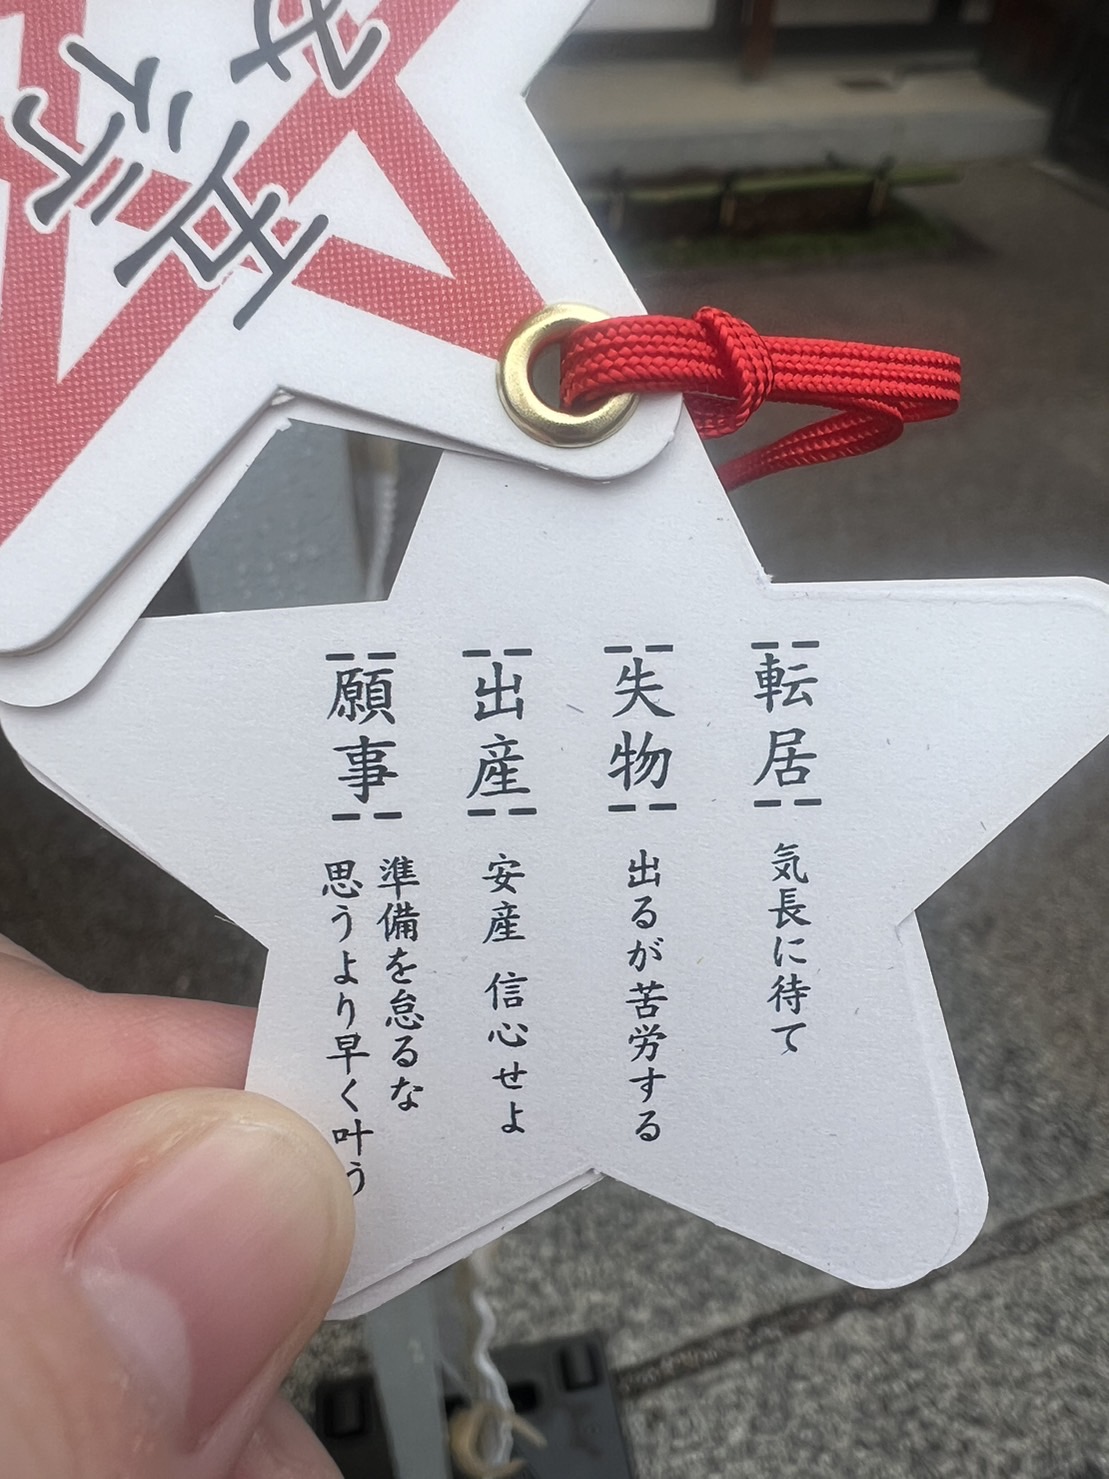 転居
気長に待て
失物
出るが苦労する
出産
安産 信心せよ
願事
準備を怠るな
思うより早く叶う